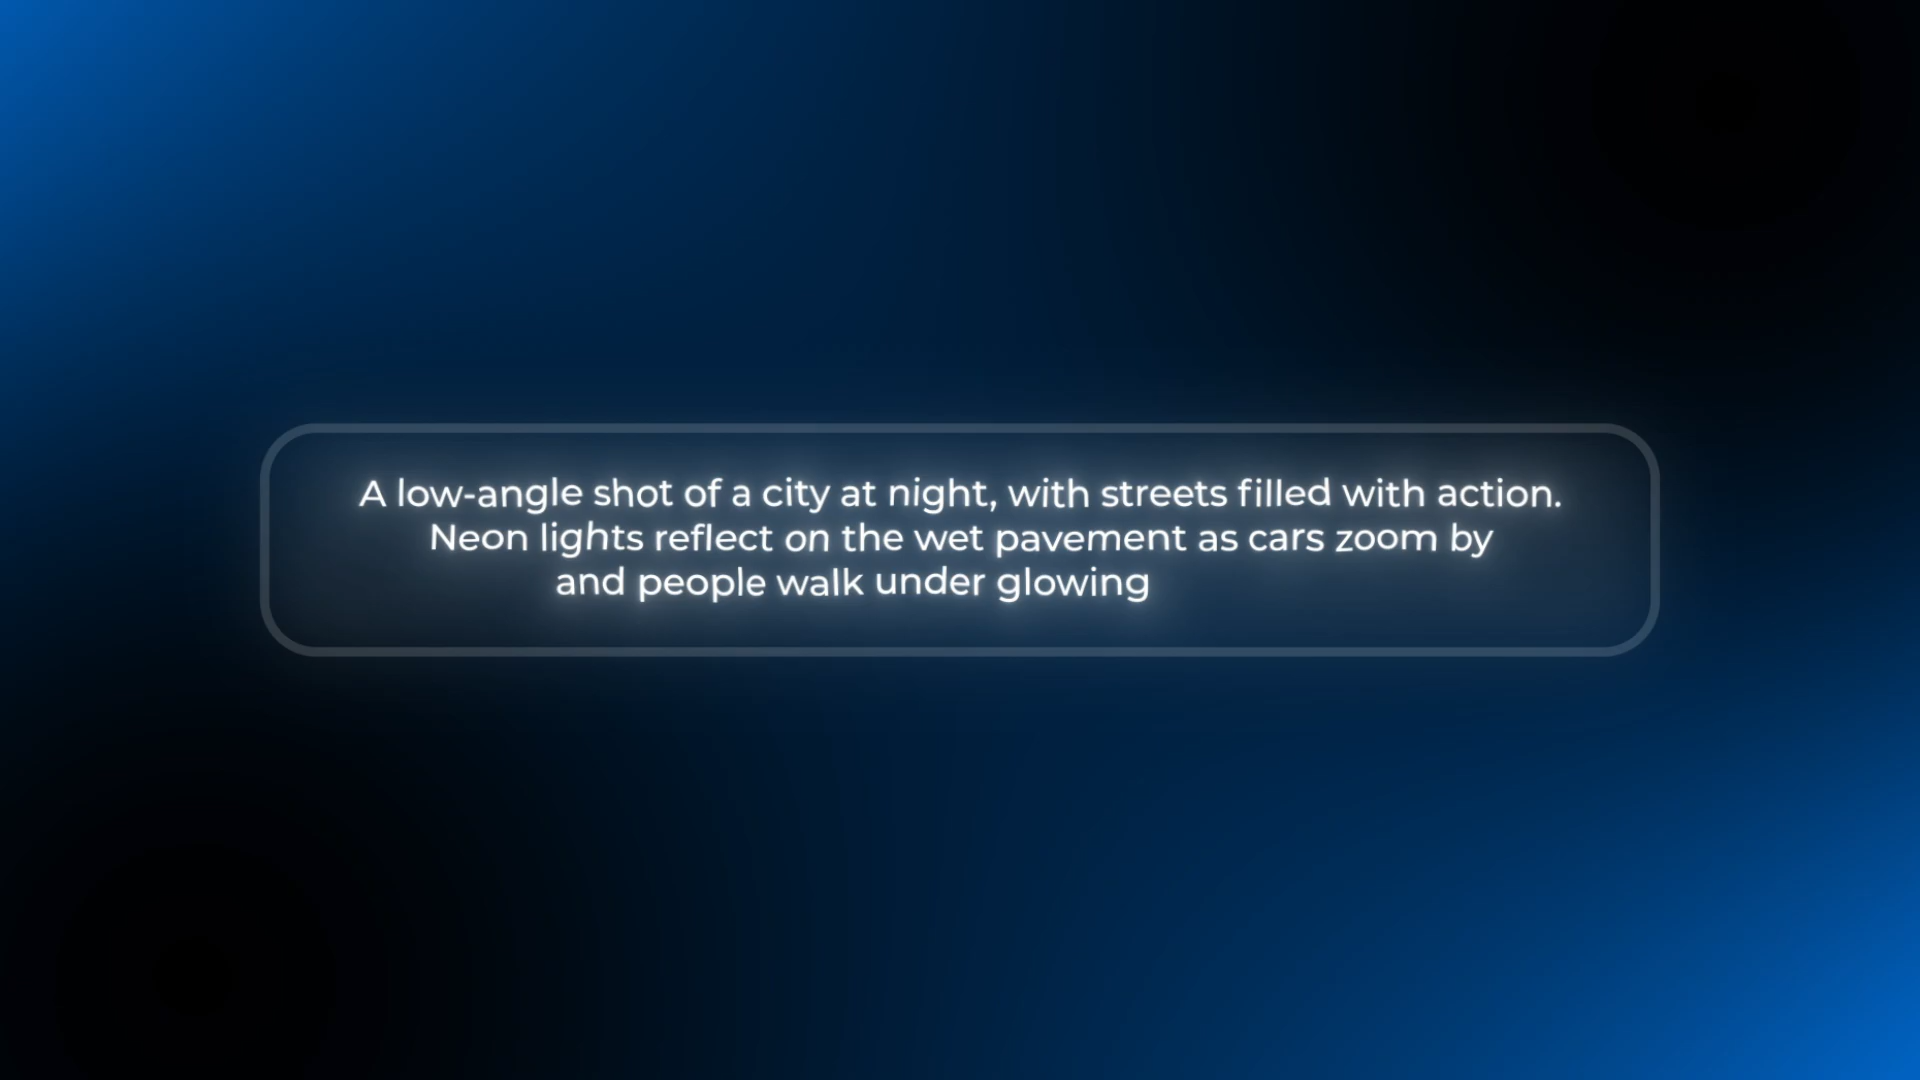 A low-angle shot of a city at night, with streets filled with action.
Neon lights reflect on the wet pavement as cars zoom by
and people walk under glowing